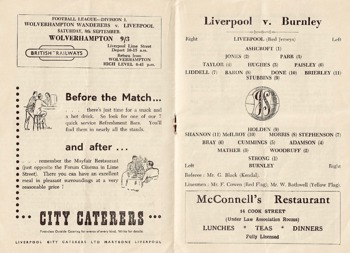 FOOTBALL LEAGUE—DIVISION 1.
WOLVERHAMPTON WANDERERS v. LIVERPOOL
SATURDAY, 9th SEPTEMBER
WOLVERHAMPTON 9/3
BRITISH RAILWAYS
Liverpool Lime Street
Depart 10-45 p.m.
Return from
WOLVERHAMPTON
HIGH LEVEL 6-45 p.m.
Before the Match...
... there's just time for a snack and
a hot drink. So look for one of our 7
quick service Refreshment Bars. You'll
find them in nearly all the stands.
and after ...
... remember the Mayfair Restaurant
(just opposite the Forum Cinema in Lime
Street). There you can have an excellent
meal in pleasant surroundings at a very
reasonable price!
CITY CATERERS
LIVERPOOL CITY CATERERS LTD MARYBONE LIVERPOOL
Liverpool v. Burnley
Right LIVERPOOL (Red Jerseys) Left
ASHCROFT (1)
JONES (2) PARR (3)
TAYLOR (4) HUGHES (5) PAISLEY (6)
LIDDELL (7) BARON (8) DONE (10) BRIERLEY (11)
STUBBINS (9)
HOLDEN (9)
SHANNON (11) McILROY (10) MORRIS (8) STEPHENSON (7)
BRAY (6) CUMMINGS (5) ADAMSON (4)
MATHER (3) WOODRUFF (2)
STRONG (1)
Left BURNLEY Right
Referee: Mr. G. Black (Kendal).
Linesmen: Mr. F. Cowen (Red Flag), Mr. W. Rothwell (Yellow Flag).
McConnell's Restaurant
14 COOK STREET
(Under Law Association Rooms)
LUNCHES * TEAS * DINNERS
Fully Licensed